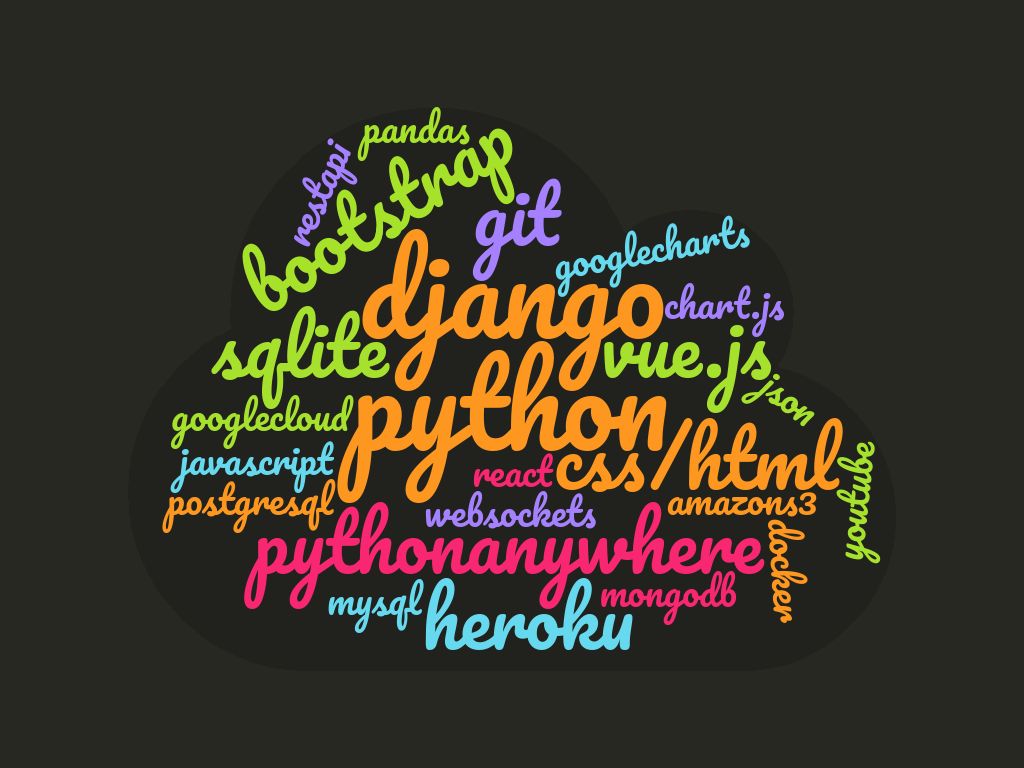 pandas
restapi
bootstrap
git
googlecharts
django
chart.js
sqlite
vue.js
json
googlecloud
python
javascript
react
css/html
youtube
postgresql
websockets
amazons3
pythonanywhere
docker
mysql
heroku
mongodb